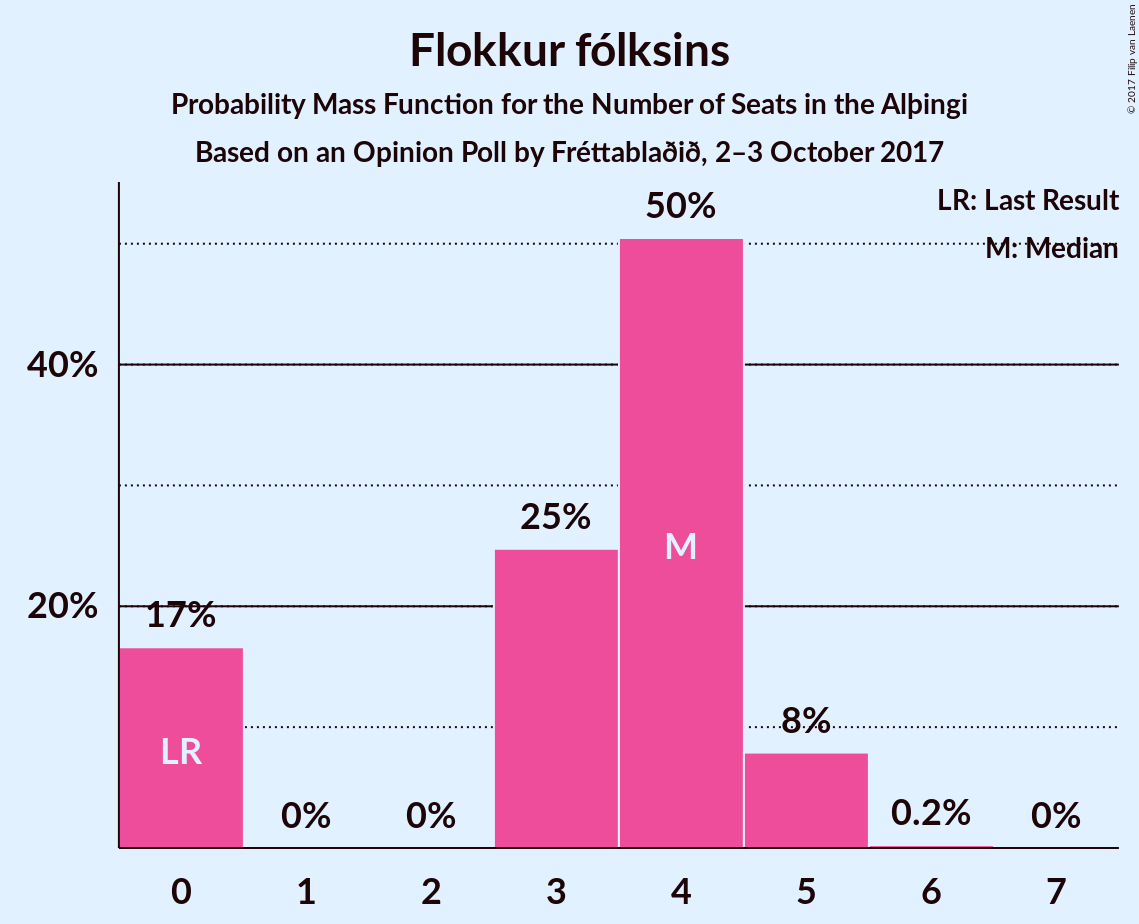 Flokkur fólksins
Probability Mass Function for the Number of Seats in the Alþingi
Based on an Opinion Poll by Fréttablaðið, 2–3 October 2017
© 2017 Filip van Laenen
LR: Last Result
M: Median
50%
40%
25%
M
20%
17%
8%
LR
0%
0%
0.2%
0%
0 1 2 3 4 5 6 7